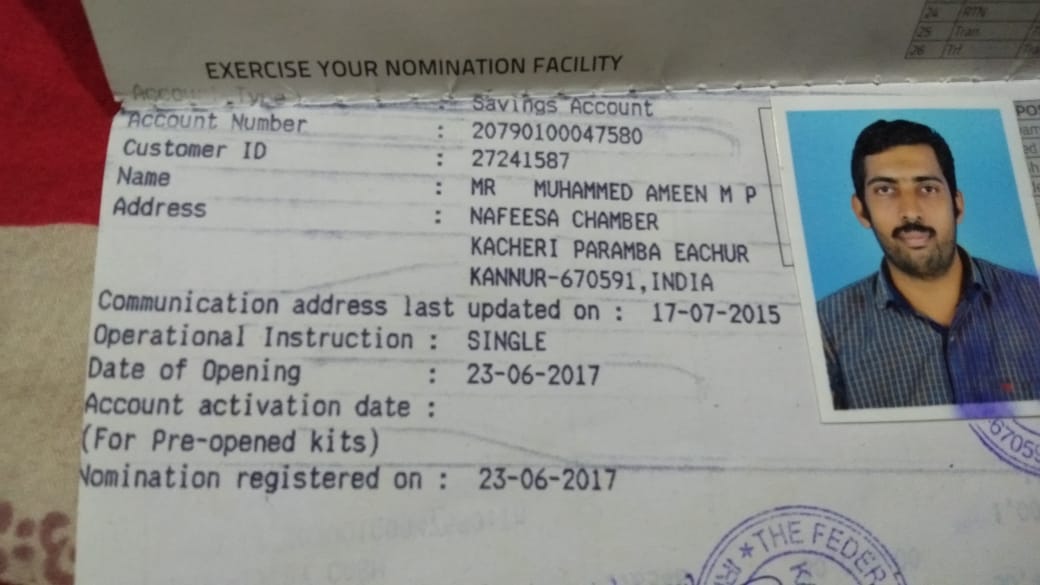 24 RTN
25 Tran
26 Trf
EXERCISE YOUR NOMINATION FACILITY
Account Type : Savings Account
Account Number : 20790100047580
Customer ID : 27241587
Name : MR MUHAMMED AMEEN M P
Address : NAFEESA CHAMBER
KACHERI PARAMBA EACHUR
KANNUR-670591,INDIA
Communication address last updated on : 17-07-2015
Operational Instruction : SINGLE
Date of Opening : 23-06-2017
Account activation date :
(For Pre-opened kits)
Nomination registered on : 23-06-2017
THE FEDER